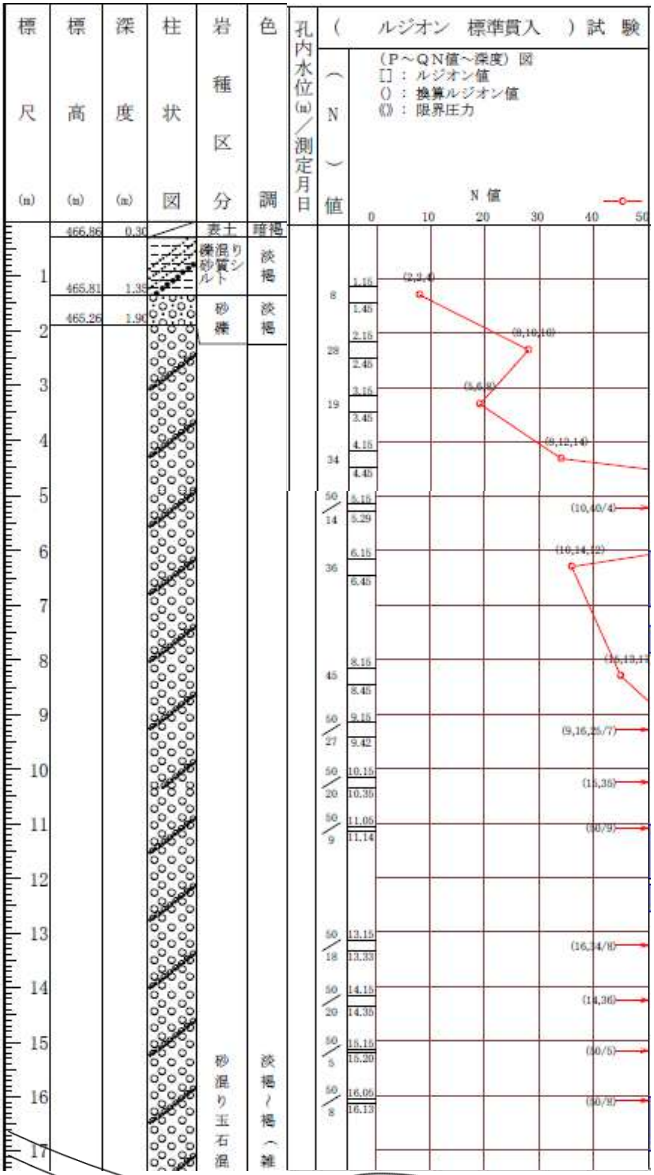 標尺(m)
標高(m)
深度(m)
柱状図
岩種区分
色調
孔内水位(m)／測定月日
(N)値
( ルジオン 標準貫入 ) 試 験
(P～QN値～深度) 図
[] : ルジオン値
() : 換算ルジオン値
《》 : 限界圧力
N 値
0 10 20 30 40 50
466.86 0.30 表土 暗褐
礫混り砂質シルト 淡褐
465.81 1.35
砂礫 淡褐
465.26 1.90
砂混り玉石混 淡褐～褐(雑
1
2
3
4
5
6
7
8
9
10
11
12
13
14
15
16
17
8 1.15 1.45 (2,2,4)
28 2.15 2.45 (8,10,10)
19 3.15 3.45 (5,6,8)
34 4.15 4.45 (8,12,14)
50/14 5.15 5.29 (10,40/4)
36 6.15 6.45 (10,14,12)
45 8.15 8.45
50/27 9.15 9.42 (9,16,25/7)
50/20 10.15 10.35 (15,35)
50/9 11.05 11.14 (50/9)
50/18 13.15 13.33 (16,34/8)
50/20 14.15 14.35 (14,36)
50/5 15.15 15.20 (50/5)
50/8 16.05 16.13 (50/8)